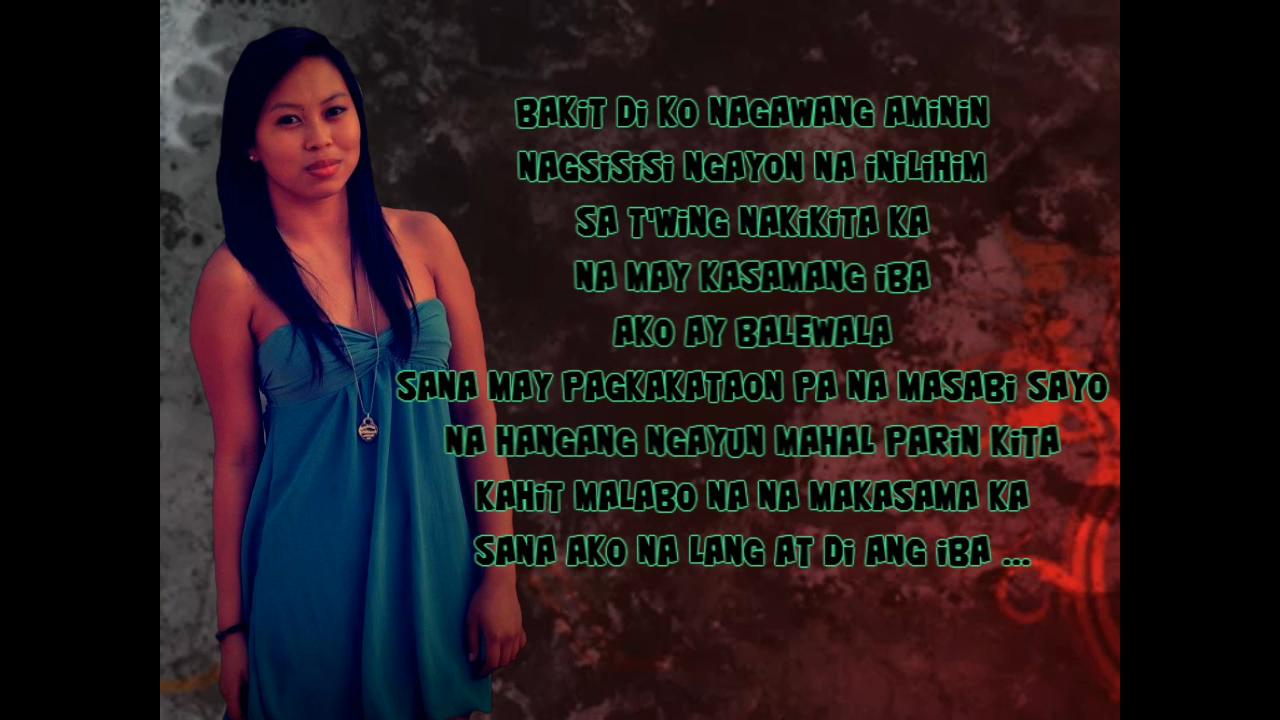 BAKiT Di KO NAGAWANG AMiNiN
NAGSiSiSi NGAYON NA iNiLiHiM
SA T'WiNG NAKiKiTA KA
NA MAY KASAMANG iBA
AKO AY BALEWALA
SANA MAY PAGKAKATAON PA NA MASABi SAYO
NA HANGANG NGAYUN MAHAL PARiN KiTA
KAHiT MALABO NA NA MAKASAMA KA
SANA AKO NA LANG AT Di ANG iBA ...